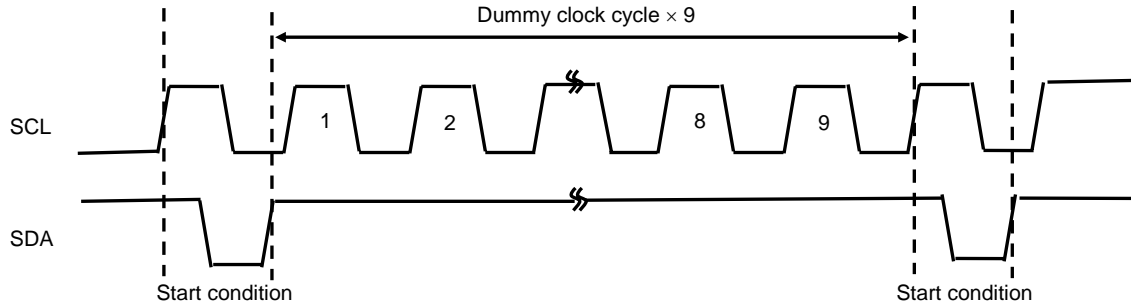 Dummy clock cycle × 9
SCL
1
2
8
9
SDA
Start condition
Start condition